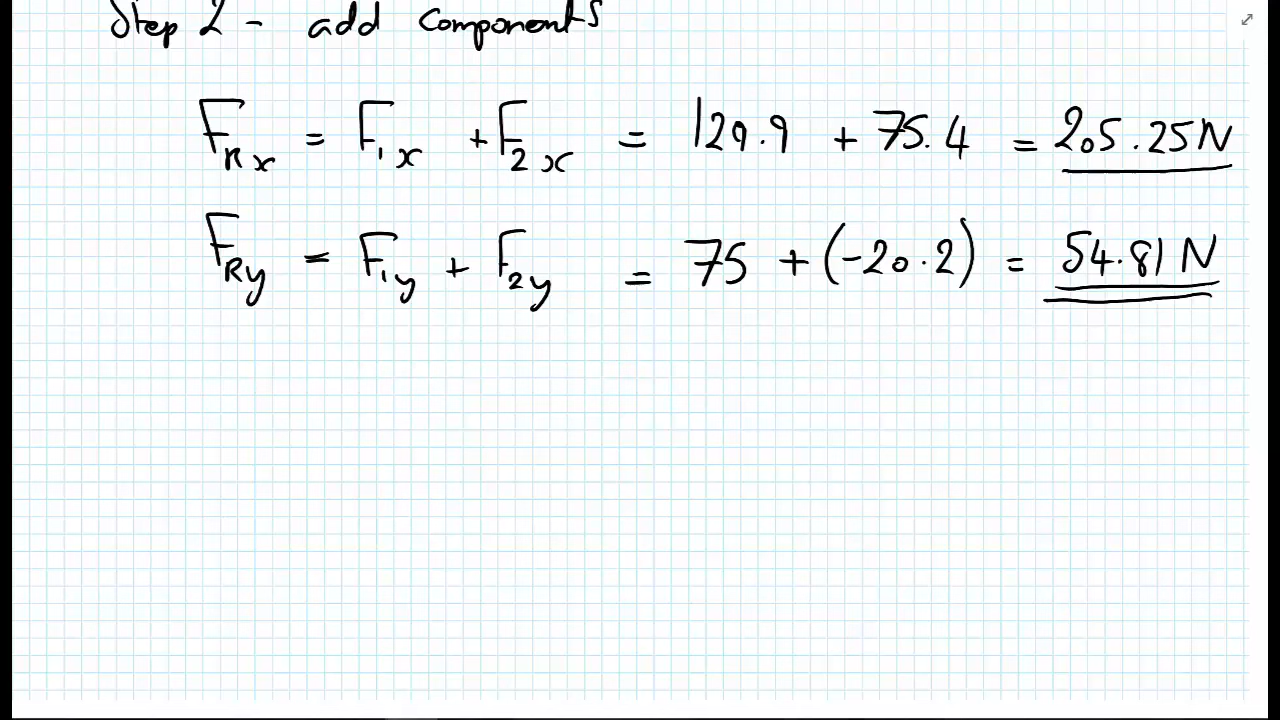 Step 2 - add components
FRx = F1x + F2x = 129.9 + 75.4 = 205.25N
FRy = F1y + F2y = 75 + (-20.2) = 54.81 N